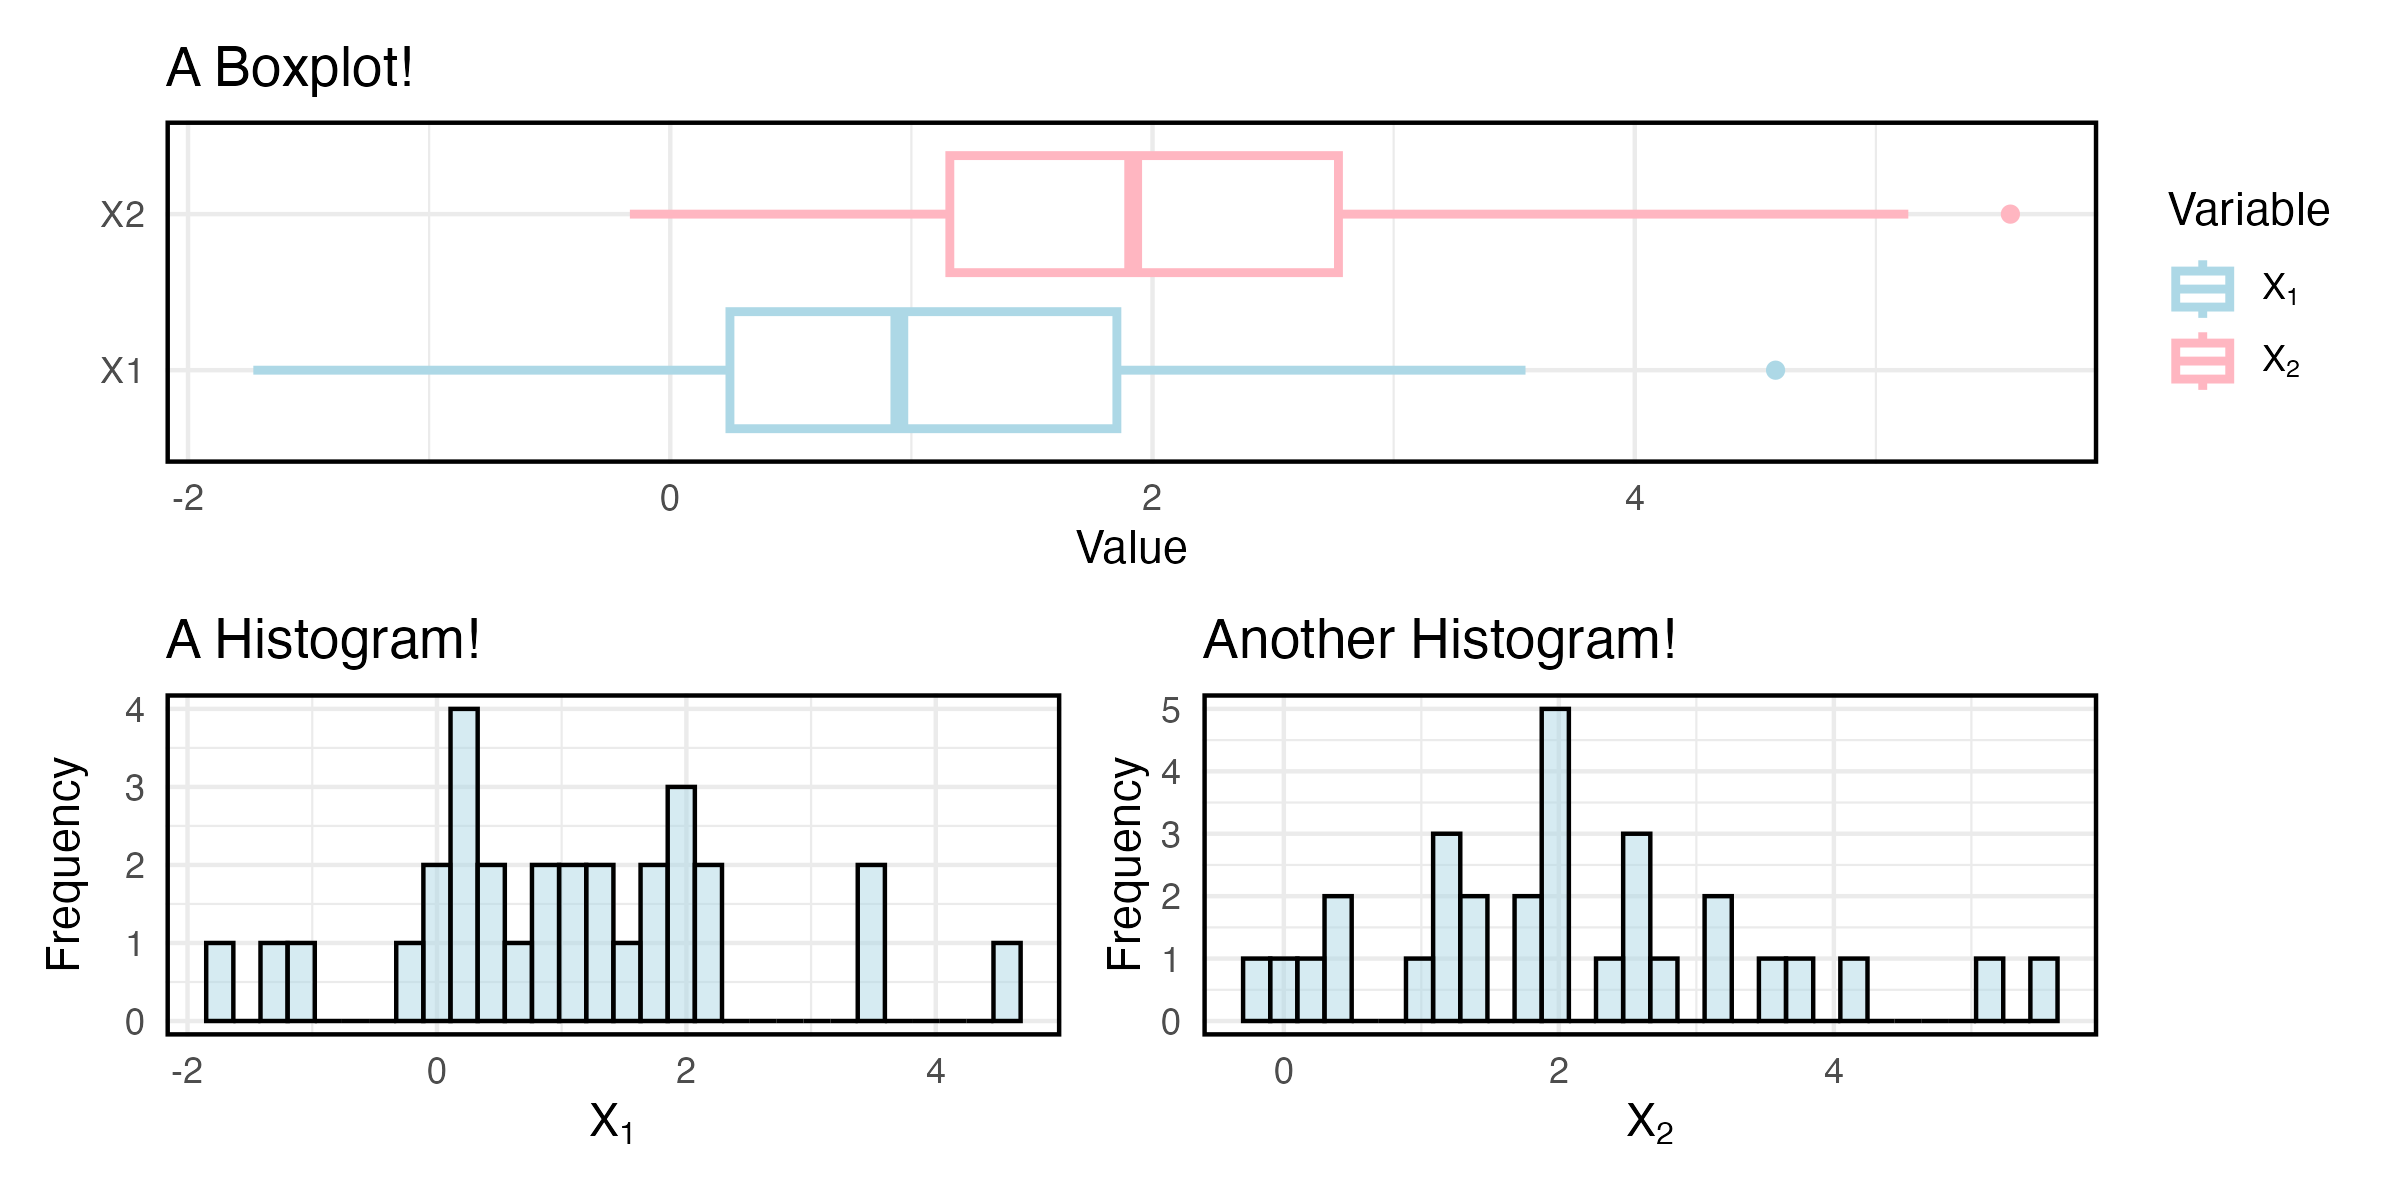 A Boxplot!
X2
X1
-2 0 2 4
Value
Variable
X₁
X₂
A Histogram!
Frequency
4
3
2
1
0
-2 0 2 4
X₁
Another Histogram!
Frequency
5
4
3
2
1
0
0 2 4
X₂